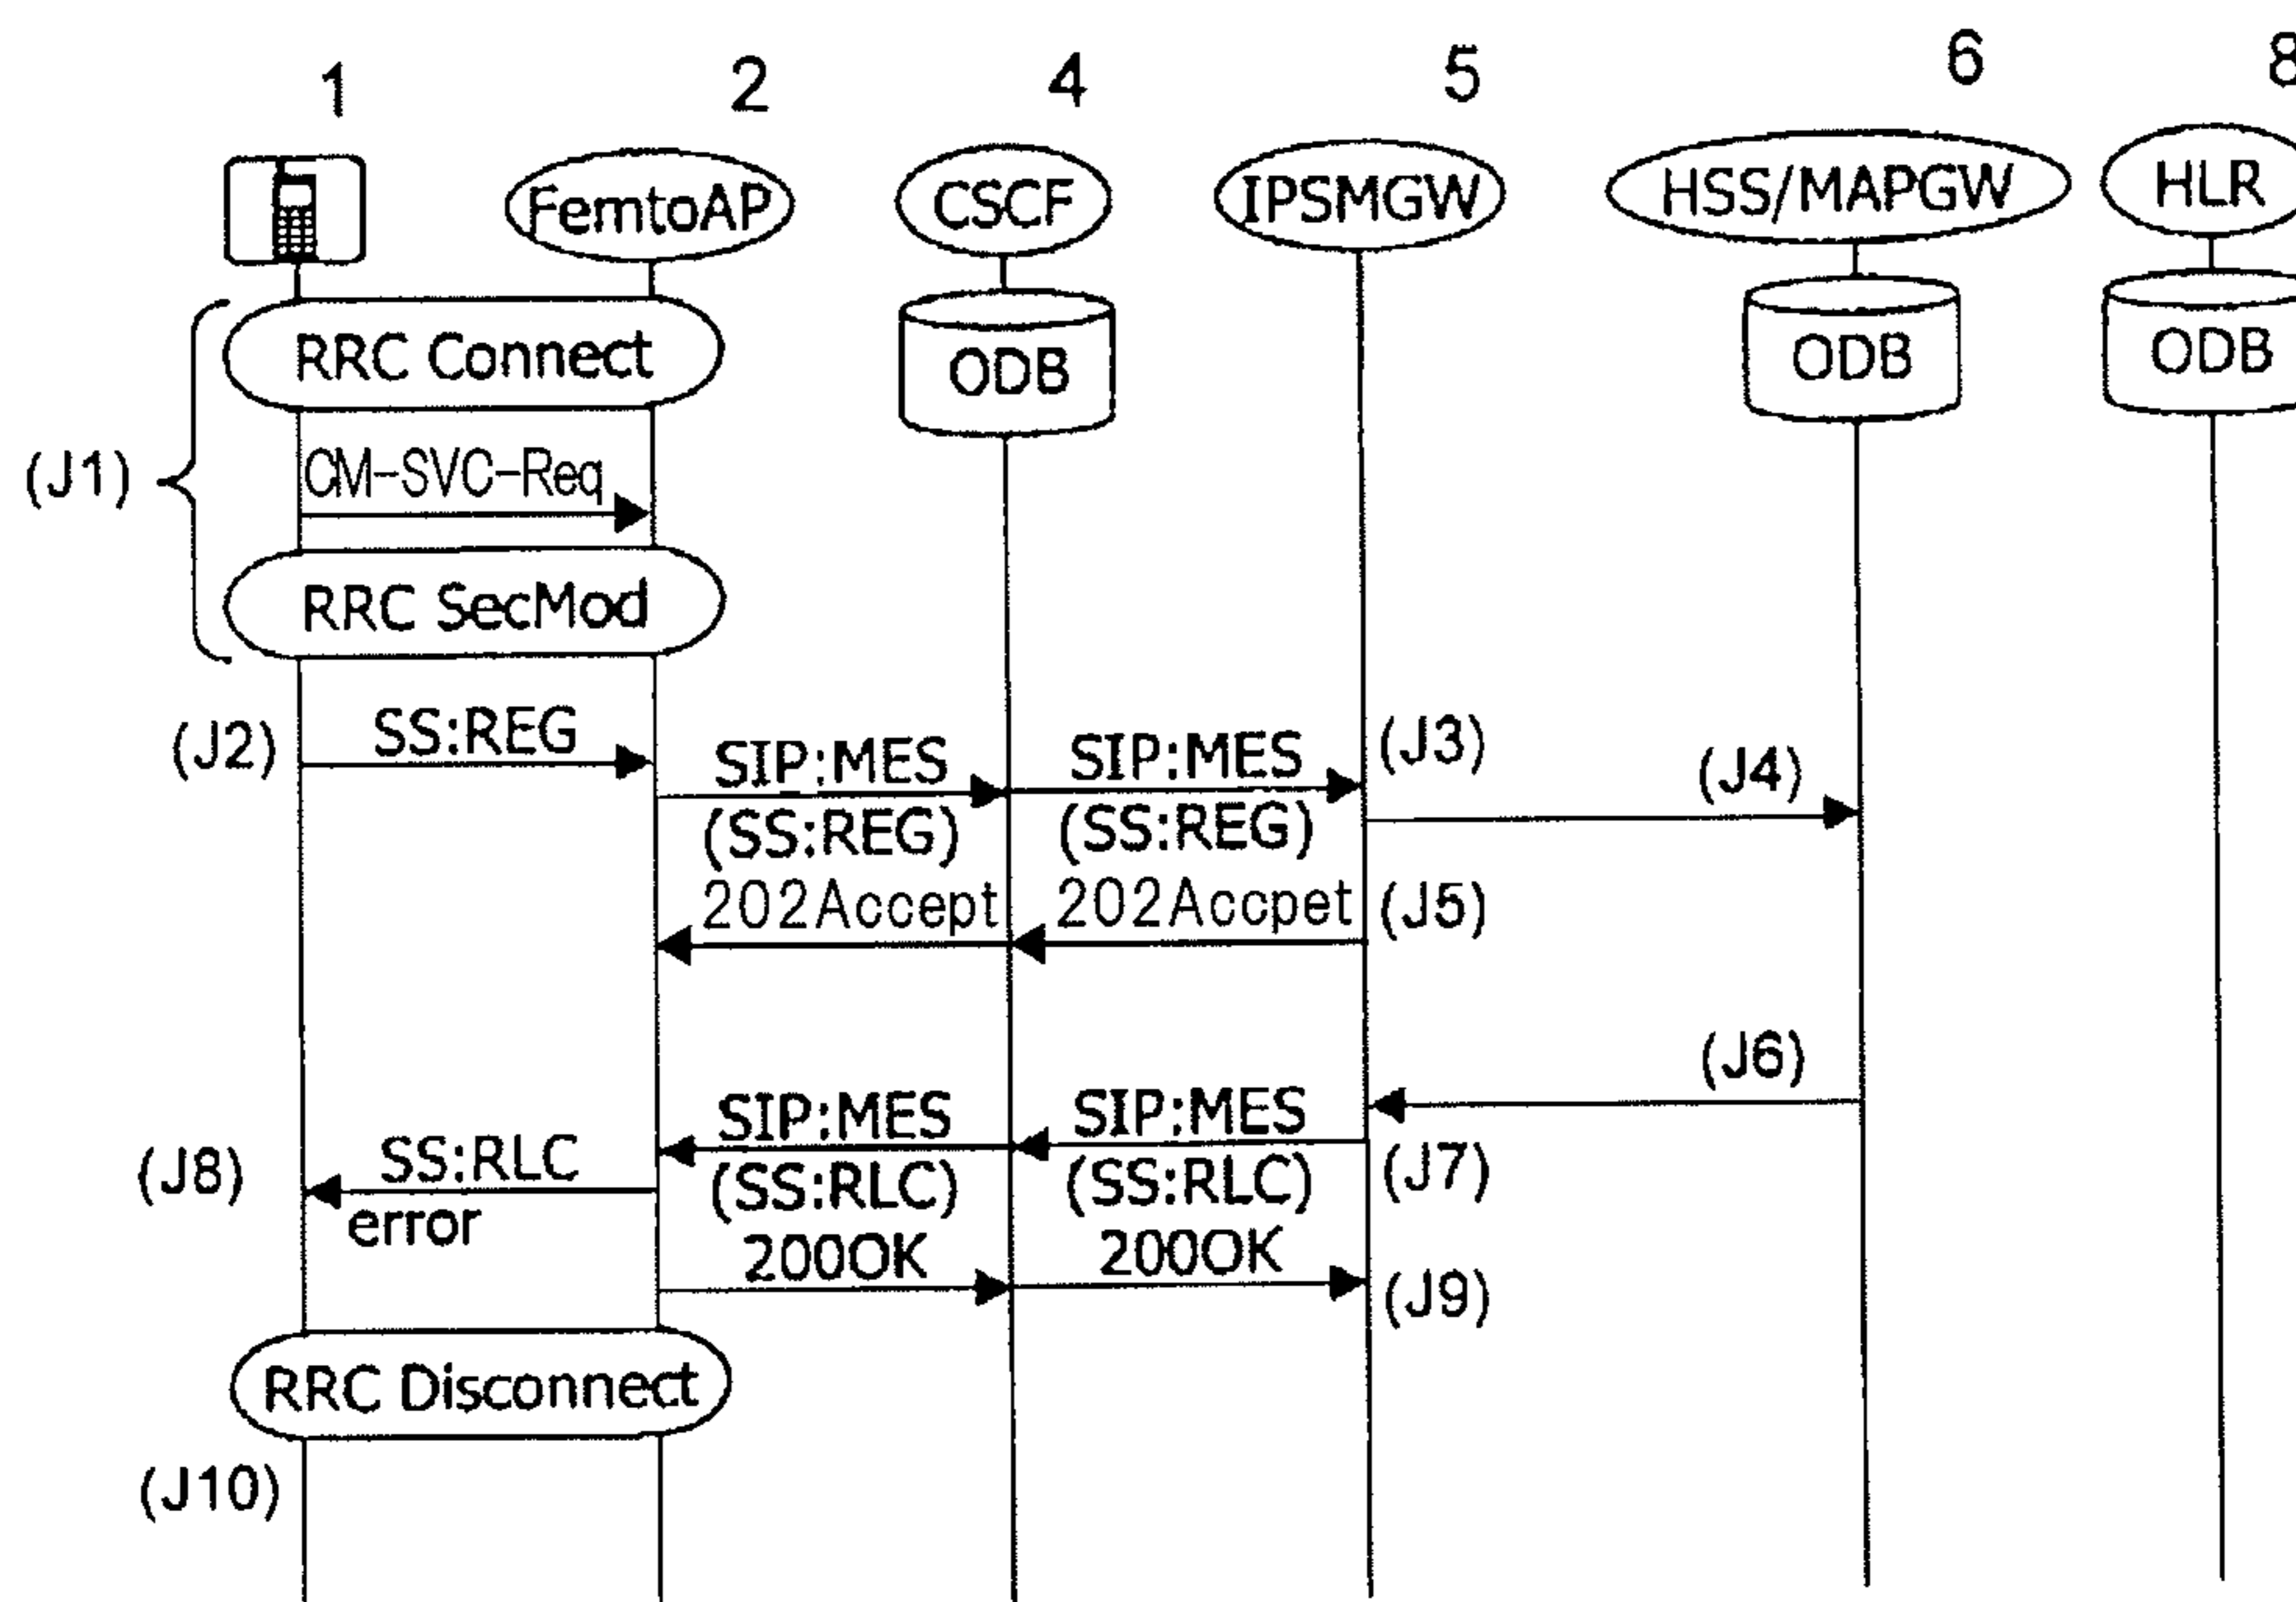 1 2 4 5 6 8
FemtoAP CSCF IPSMGW HSS/MAPGW HLR
RRC Connect ODB ODB ODB
(J1) CM-SVC-Req
RRC SecMod
(J2) SS:REG SIP:MES SIP:MES (J3) (J4)
(SS:REG) (SS:REG)
202Accept 202Accpet (J5)
(J6)
SIP:MES SIP:MES
(J8) SS:RLC (SS:RLC) (SS:RLC) (J7)
error 200OK 200OK (J9)
RRC Disconnect
(J10)